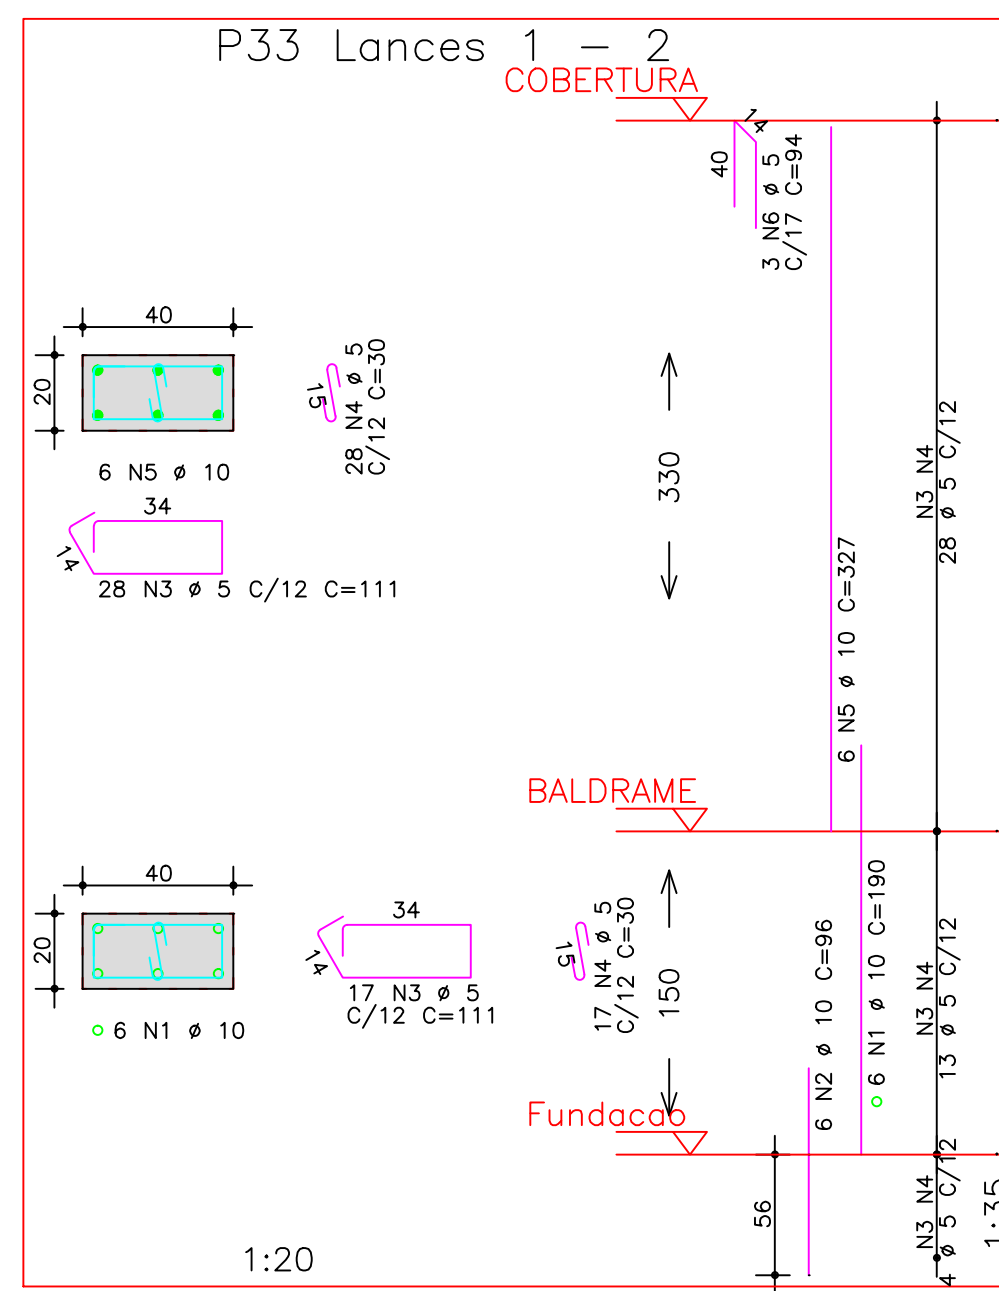 P33 Lances 1 - 2
COBERTURA
14
40
3 N6 ø 5
C/17 C=94
40
20
6 N5 ø 10
15
28 N4 ø 5
C/12 C=30
34
14
28 N3 ø 5 C/12 C=111
330
N3 N4
28 ø 5 C/12
6 N5 ø 10 C=327
BALDRAME
40
20
6 N1 ø 10
34
14
17 N3 ø 5
C/12 C=111
15
17 N4 ø 5
C/12 C=30
150
6 N2 ø 10 C=96
6 N1 ø 10 C=190
N3 N4
13 ø 5 C/12
Fundacao
56
N3 N4
4 ø 5 C/12
1:20